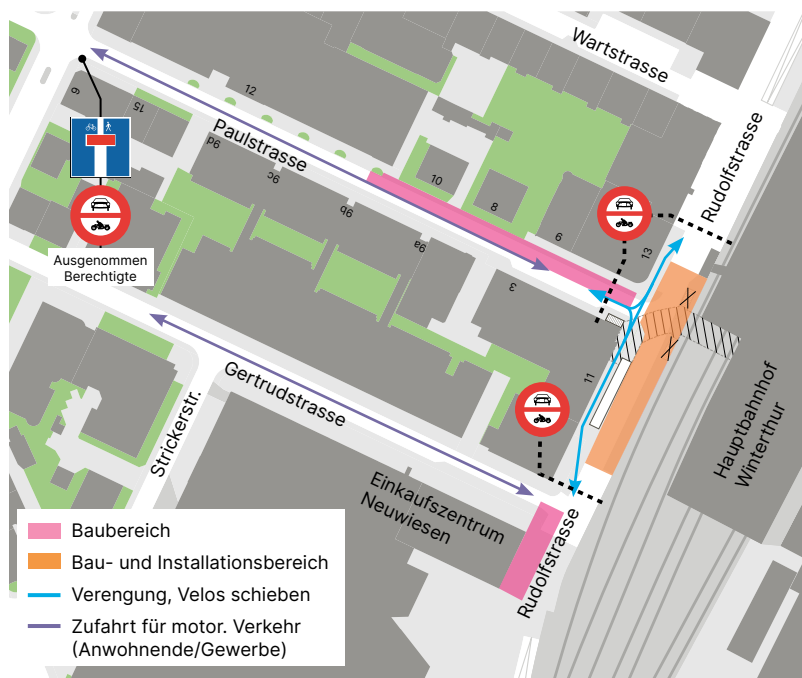 Wartstrasse
Rudolfstrasse
6
15
12
Paulstrasse
9d
9c
9b
9a
10
8
6
13
3
11
Ausgenommen
Berechtigte
Gertrudstrasse
Strickerstr.
Hauptbahnhof
Winterthur
Einkaufszentrum
Neuwiesen
Rudolfstrasse
Baubereich
Bau- und Installationsbereich
Verengung, Velos schieben
Zufahrt für motor. Verkehr
(Anwohnende/Gewerbe)